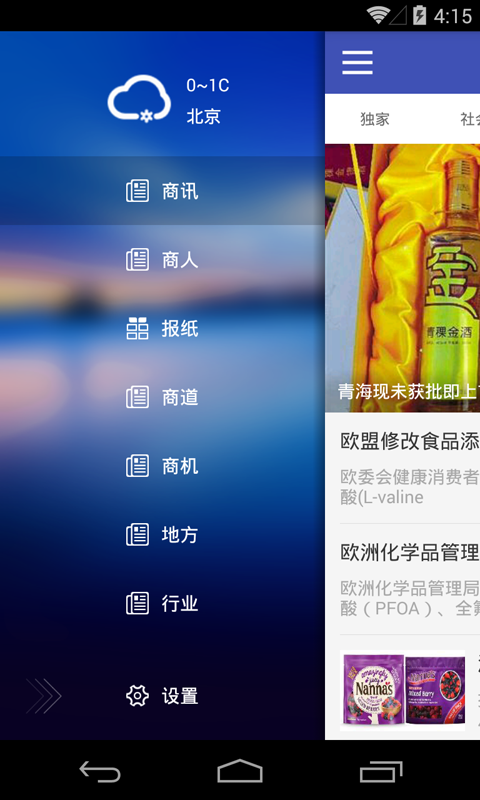 4:15
0~1C
北京
商讯
商人
报纸
商道
商机
地方
行业
设置
独家
社
青稞金酒
青海现未获批即上
欧盟修改食品添
欧委会健康消费者
酸(L-valine
欧洲化学品管理
欧洲化学品管理局
酸（PFOA）、全
amazingly
Nanna's
Mixed Berry